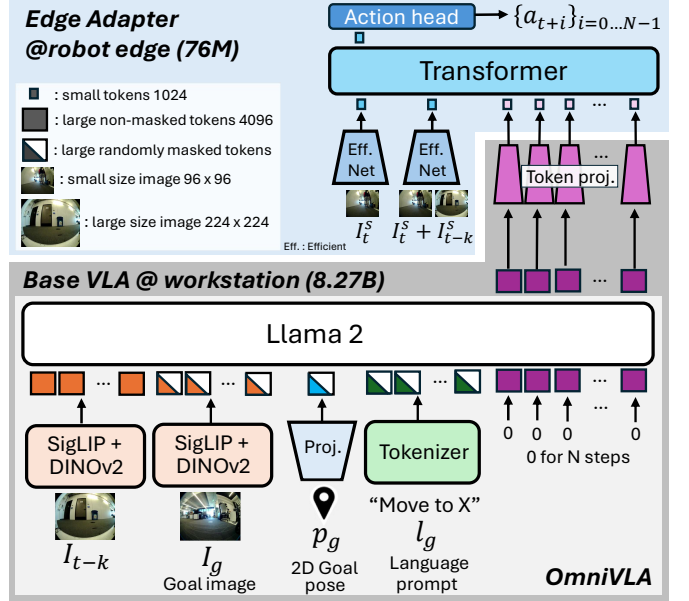 Edge Adapter
@robot edge (76M)
: small tokens 1024
: large non-masked tokens 4096
: large randomly masked tokens
: small size image 96 x 96
: large size image 224 x 224
Eff. : Efficient
Action head
{a_{t+i}}_{i=0...N-1}
Transformer
...
Eff.
Net
Eff.
Net
I_t^s
I_t^s + I_{t-k}^s
...
Token proj.
Base VLA @ workstation (8.27B)
...
Llama 2
... ... ... ...
SigLIP +
DINOv2
SigLIP +
DINOv2
Proj.
Tokenizer
...
0 0 0 0
0 for N steps
I_{t-k}
I_g
Goal image
p_g
2D Goal
pose
“Move to X”
l_g
Language
prompt
OmniVLA